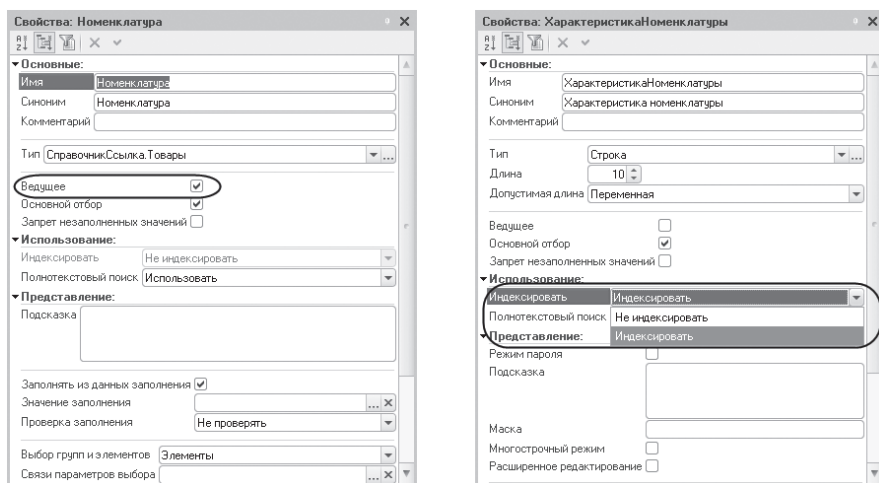 Свойства: Номенклатура
Основные:
Имя Номенклатура
Синоним Номенклатура
Комментарий
Тип СправочникСсылка.Товары
Ведущее
Основной отбор
Запрет незаполненных значений
Использование:
Индексировать Не индексировать
Полнотекстовый поиск Использовать
Представление:
Подсказка
Заполнять из данных заполнения
Значение заполнения
Проверка заполнения Не проверять
Выбор групп и элементов Элементы
Связи параметров выбора
Свойства: ХарактеристикаНоменклатуры
Основные:
Имя ХарактеристикаНоменклатуры
Синоним Характеристика номенклатуры
Комментарий
Тип Строка
Длина 10
Допустимая длина Переменная
Ведущее
Основной отбор
Запрет незаполненных значений
Использование:
Индексировать Индексировать
Полнотекстовый поиск Не индексировать
Представление: Индексировать
Режим пароля
Подсказка
Маска
Многострочный режим
Расширенное редактирование